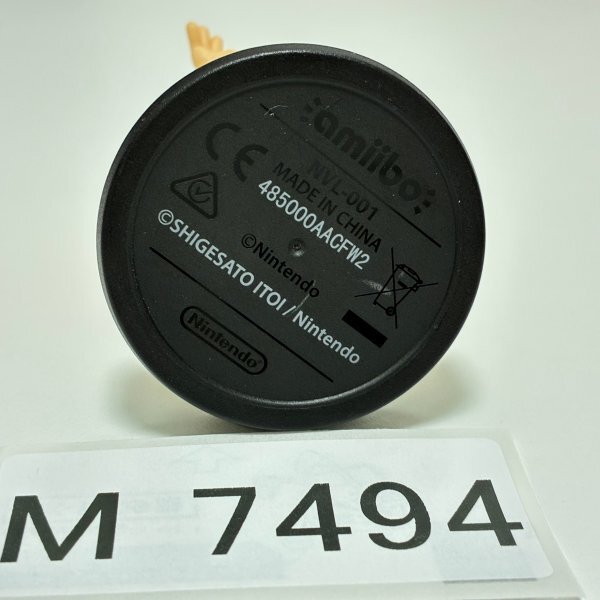 amiibo
CE
NVL-001
MADE IN CHINA
485000AACFW2
©Nintendo
©SHIGESATO ITOI / Nintendo
Nintendo®
M 7494